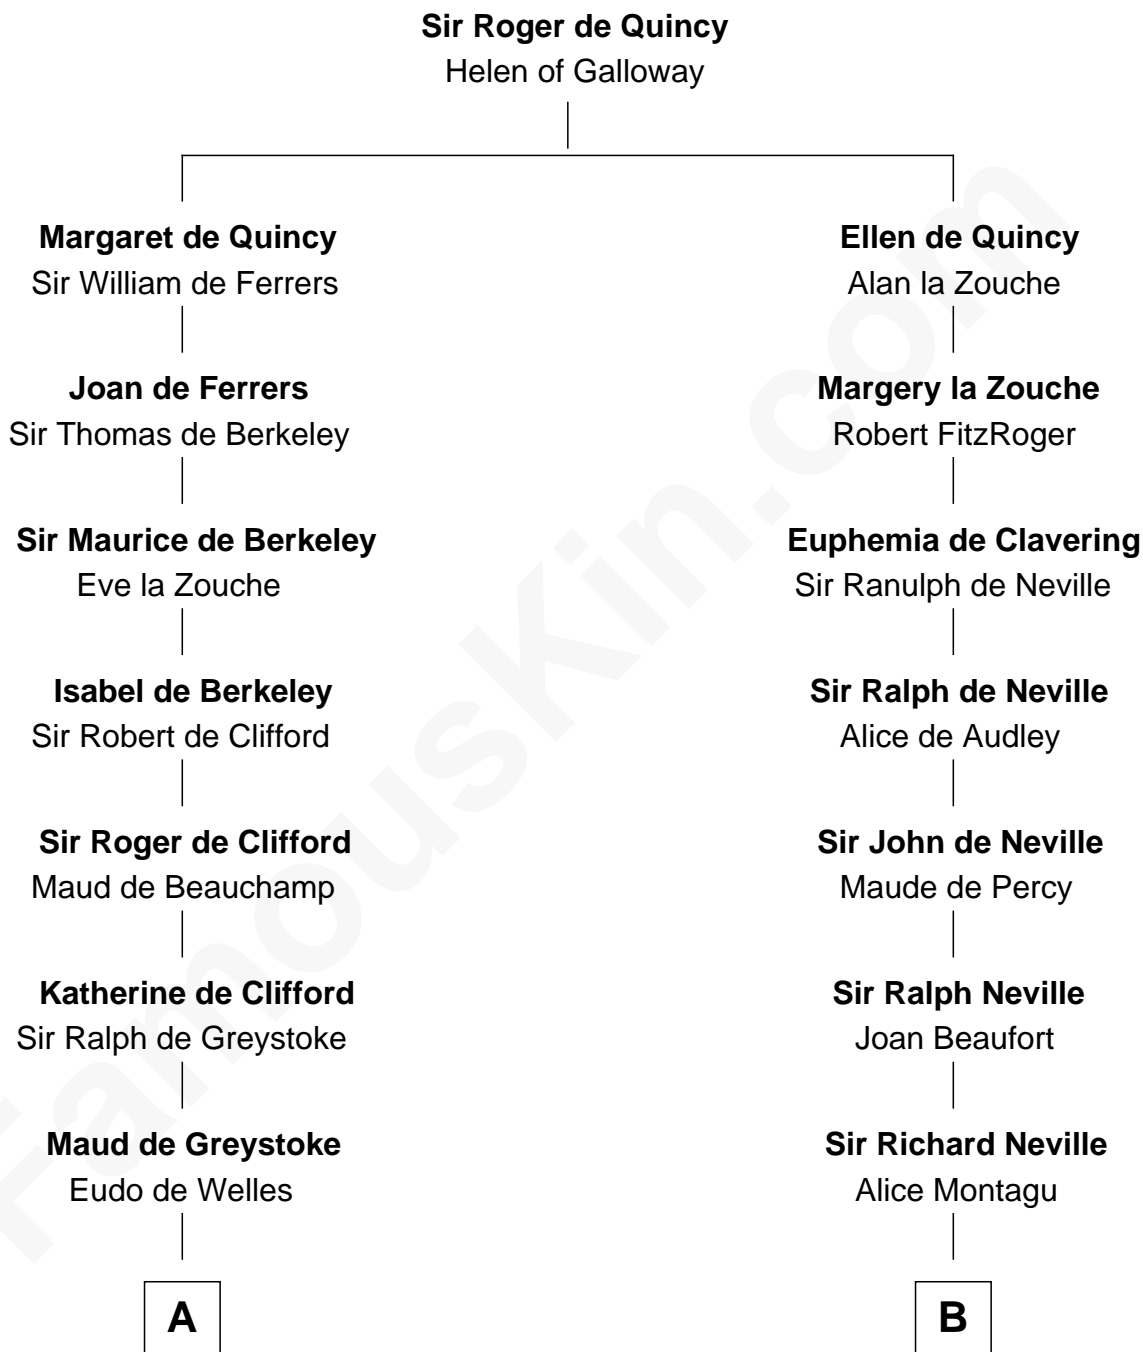 Sir Roger de Quincy
Helen of Galloway
Margaret de Quincy
Sir William de Ferrers
Ellen de Quincy
Alan la Zouche
Joan de Ferrers
Sir Thomas de Berkeley
Margery la Zouche
Robert FitzRoger
Sir Maurice de Berkeley
Eve la Zouche
Euphemia de Clavering
Sir Ranulph de Neville
Isabel de Berkeley
Sir Robert de Clifford
Sir Ralph de Neville
Alice de Audley
Sir Roger de Clifford
Maud de Beauchamp
Sir John de Neville
Maude de Percy
Katherine de Clifford
Sir Ralph de Greystoke
Sir Ralph Neville
Joan Beaufort
Maud de Greystoke
Eudo de Welles
Sir Richard Neville
Alice Montagu
A
B
FamousKin.com